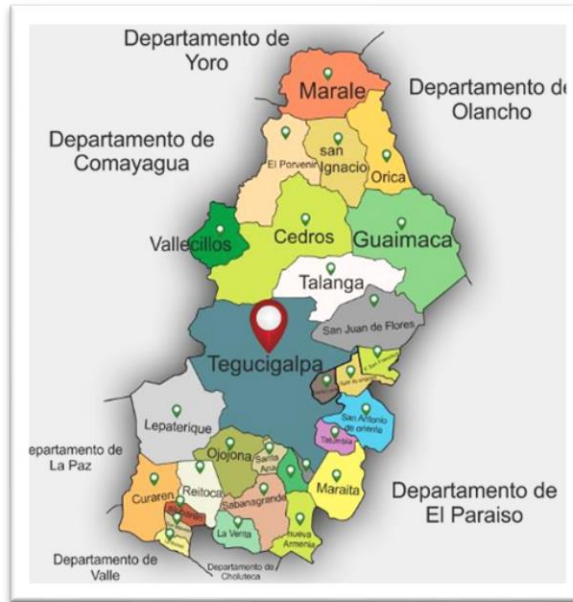 Departamento de
Yoro
Marale
Departamento de
Olancho
Departamento de
Comayagua
El Porvenir
san
Ignacio
Orica
Vallecillos
Cedros
Guaimaca
Talanga
San Juan de Flores
Tegucigalpa
San Antonio
de oriente
Lepaterique
Tatumbla
epartamento de
La Paz
Ojojona
Santa
Ana
Curaren
Reitoca
Sabanagrande
Maraita
Departamento de
El Paraiso
La Venta
nueva
Armenia
Departamento de
Valle
Departamento de
Choluteca